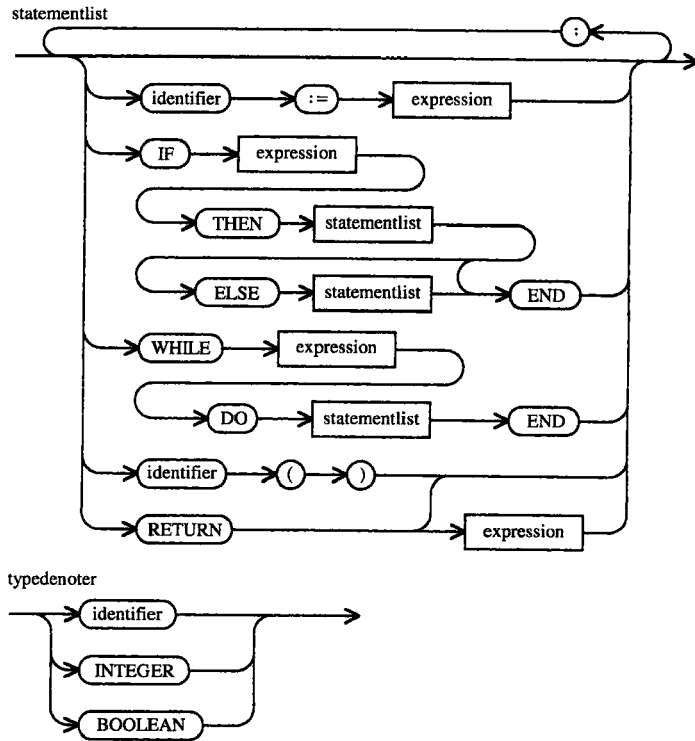 statementlist
:
identifier := expression
IF expression
THEN statementlist
ELSE statementlist END
WHILE expression
DO statementlist END
identifier ( )
RETURN expression
typedenoter
identifier
INTEGER
BOOLEAN